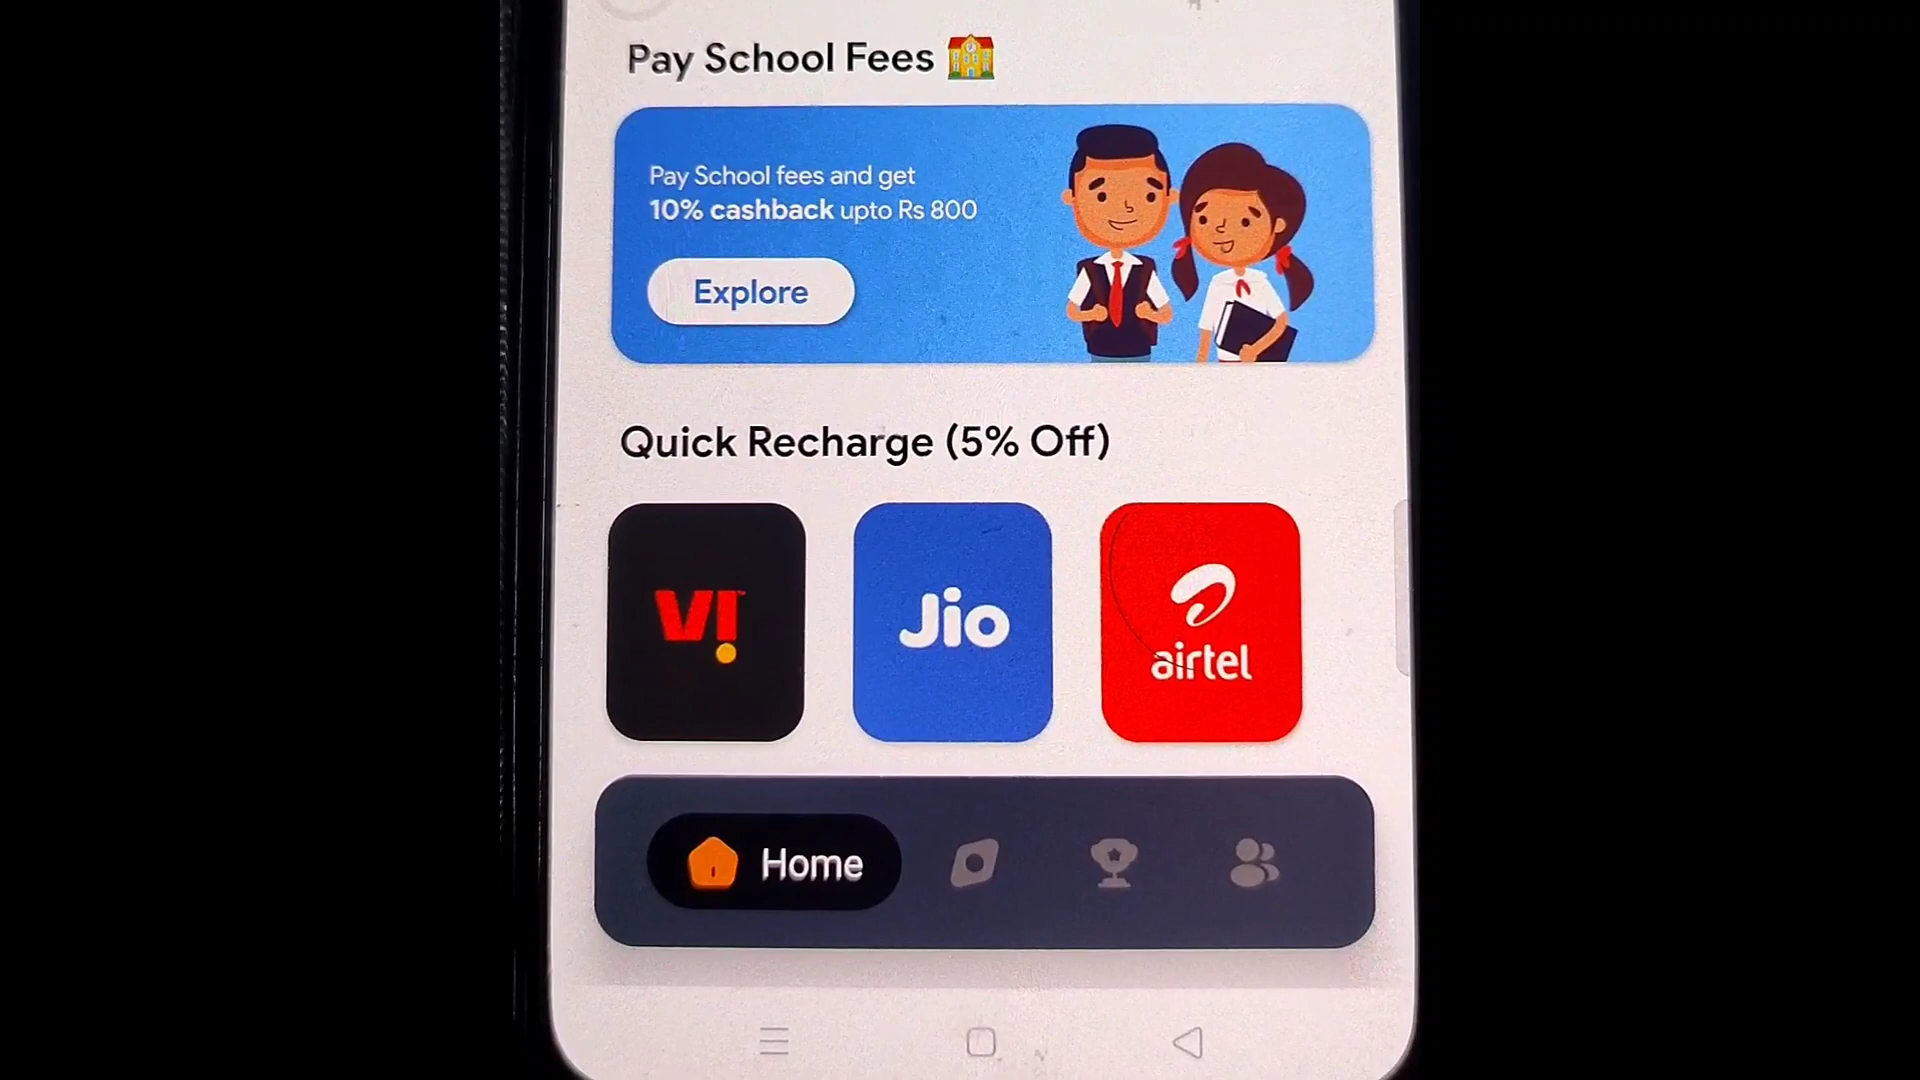 Pay School Fees
Pay School fees and get
10% cashback upto Rs 800
Explore
Quick Recharge (5% Off)
VI
Jio
airtel
Home